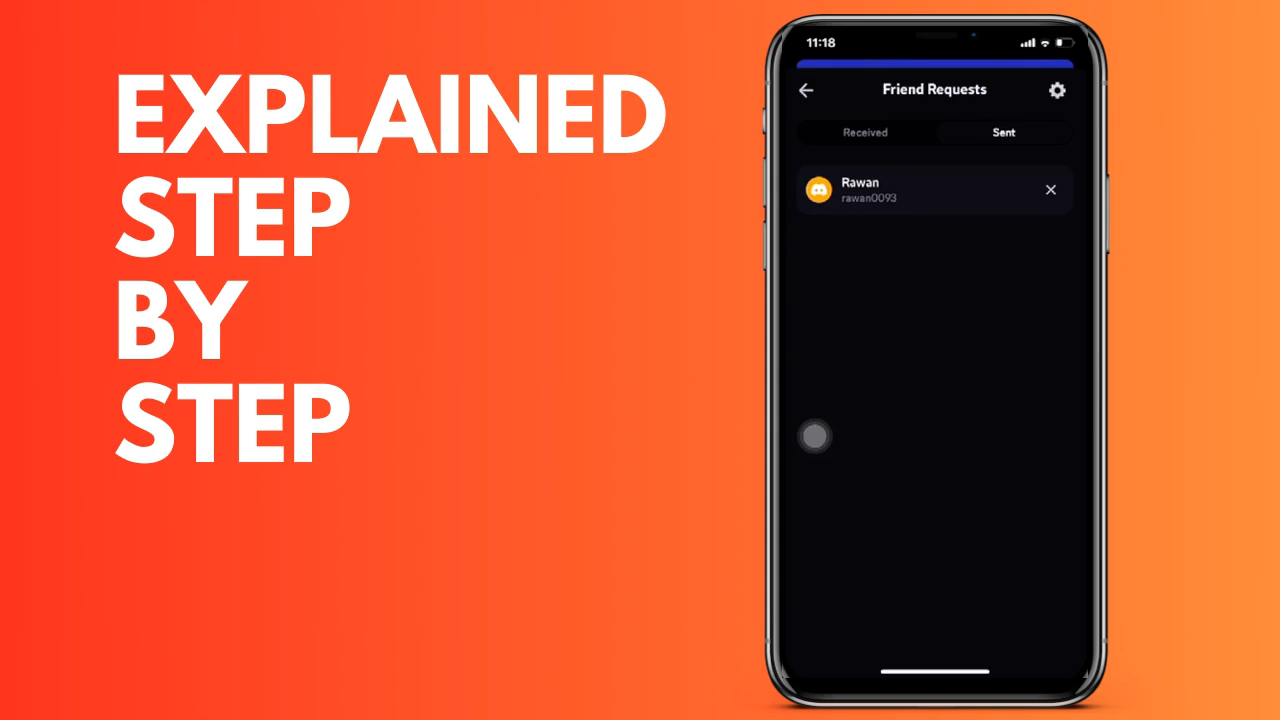 EXPLAINED
STEP
BY
STEP
11:18
Friend Requests
Received Sent
Rawan
rawan0093